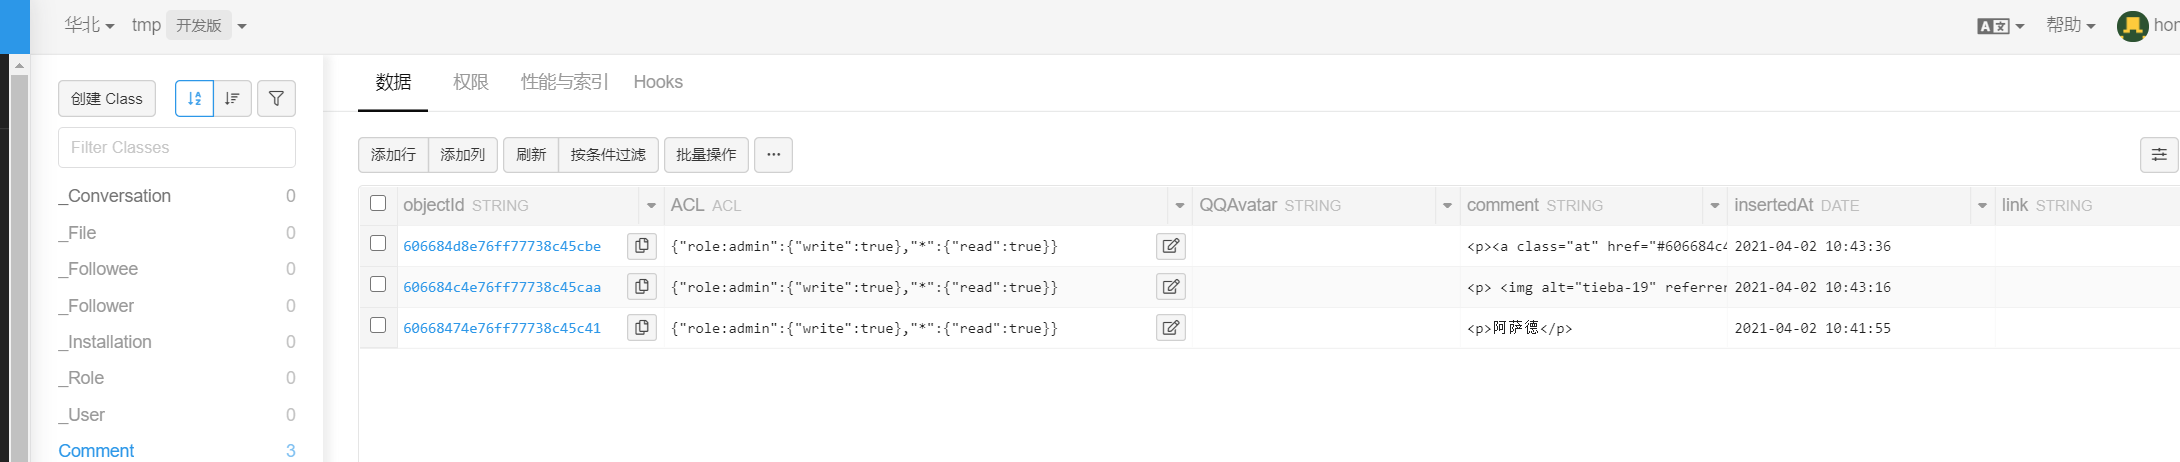 华北 tmp 开发版 A文 帮助 hor
创建 Class
Filter Classes
_Conversation 0
_File 0
_Followee 0
_Follower 0
_Installation 0
_Role 0
_User 0
Comment 3
数据 权限 性能与索引 Hooks
添加行 添加列 刷新 按条件过滤 批量操作 ···
objectId STRING ACL ACL QQAvatar STRING comment STRING insertedAt DATE link STRING
606684d8e76ff77738c45cbe {"role:admin":{"write":true},"*":{"read":true}} <p><a class="at" href="#606684c4 2021-04-02 10:43:36
606684c4e76ff77738c45caa {"role:admin":{"write":true},"*":{"read":true}} <p> <img alt="tieba-19" referrer 2021-04-02 10:43:16
60668474e76ff77738c45c41 {"role:admin":{"write":true},"*":{"read":true}} <p>阿萨德</p> 2021-04-02 10:41:55